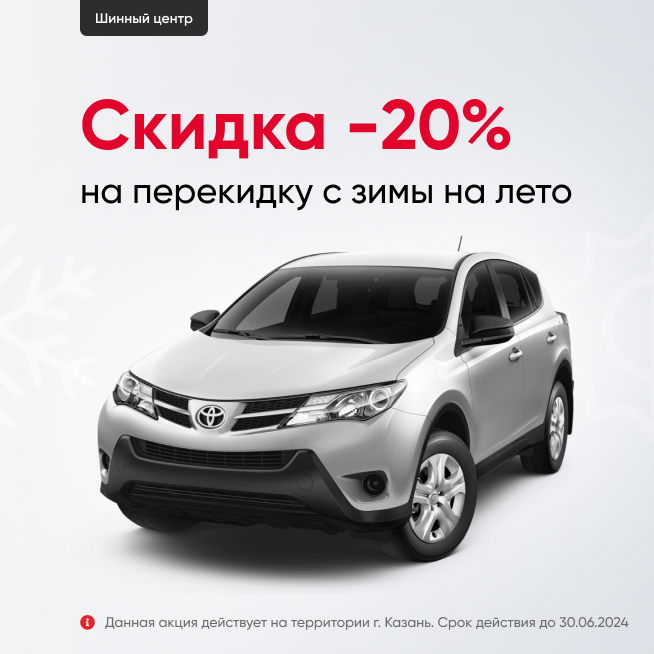 Шинный центр
Скидка -20%
на перекидку с зимы на лето
Данная акция действует на территории г. Казань. Срок действия до 30.06.2024